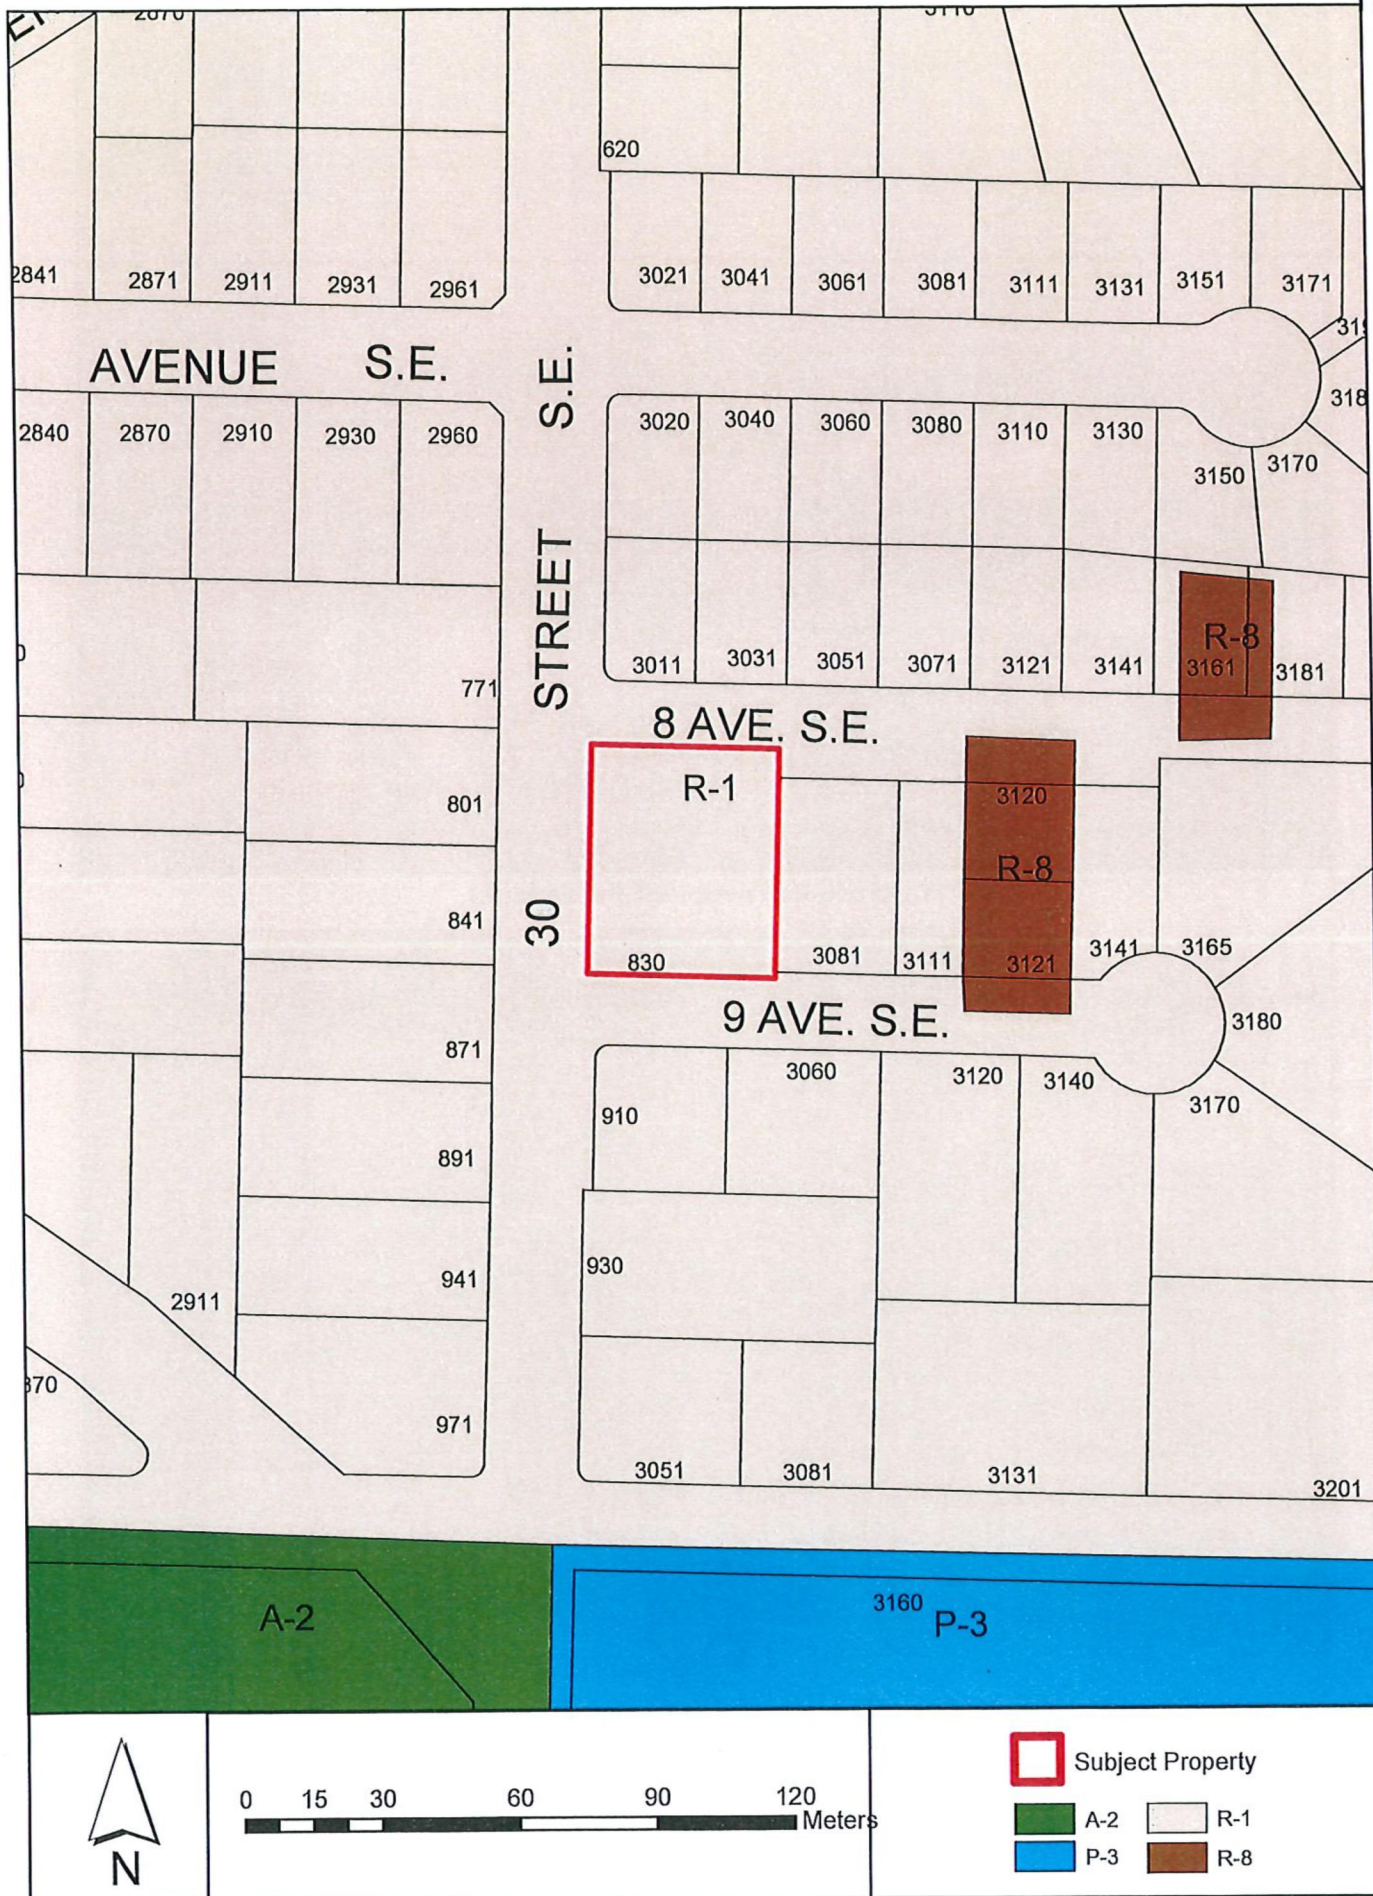 620
2841 2871 2911 2931 2961
3021 3041 3061 3081 3111 3131 3151 3171
AVENUE S.E.
2840 2870 2910 2930 2960
3020 3040 3060 3080 3110 3130
3150 3170
30 STREET S.E.
3011 3031 3051 3071 3121 3141 3161 3181
R-8
771
8 AVE. S.E.
R-1
801
3120
R-8
841
830 3081 3111 3121 3141 3165
9 AVE. S.E.
3180
871
3060 3120 3140
3170
910
891
930
941
2911
971
3051 3081 3131 3201
A-2
3160
P-3
N
0 15 30 60 90 120
Meters
Subject Property
A-2 R-1
P-3 R-8